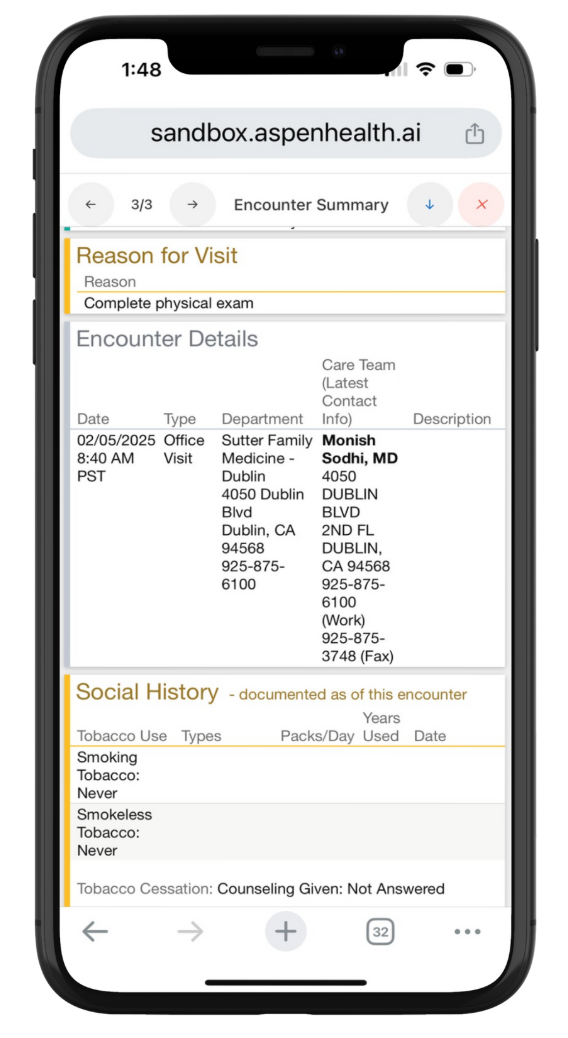 1:48
sandbox.aspenhealth.ai
← 3/3 → Encounter Summary ↓ ×
Reason for Visit
Reason
Complete physical exam
Encounter Details
Date
Type
Department
Care Team
(Latest
Contact
Info)
Description
02/05/2025
8:40 AM
PST
Office
Visit
Sutter Family
Medicine -
Dublin
4050 Dublin
Blvd
Dublin, CA
94568
925-875-
6100
Monish
Sodhi, MD
4050
DUBLIN
BLVD
2ND FL
DUBLIN,
CA 94568
925-875-
6100
(Work)
925-875-
3748 (Fax)
Social History - documented as of this encounter
Tobacco Use
Types
Packs/Day
Years
Used
Date
Smoking
Tobacco:
Never
Smokeless
Tobacco:
Never
Tobacco Cessation: Counseling Given: Not Answered
32